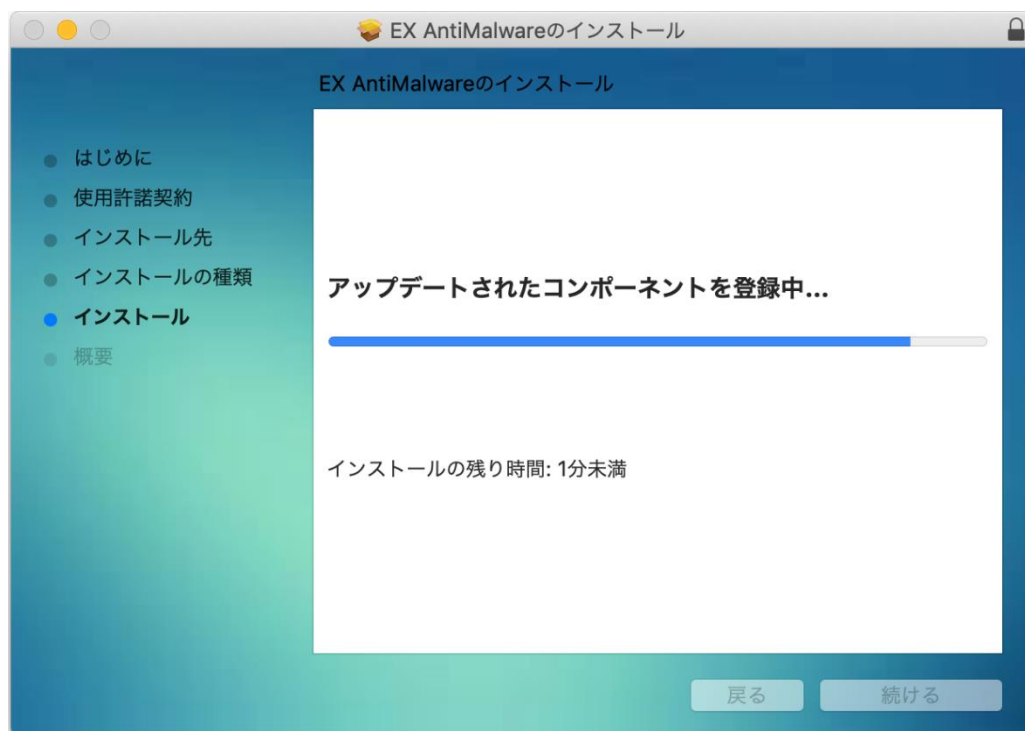 EX AntiMalwareのインストール
EX AntiMalwareのインストール
はじめに
使用許諾契約
インストール先
インストールの種類
インストール
概要
アップデートされたコンポーネントを登録中...
インストールの残り時間: 1分未満
戻る
続ける